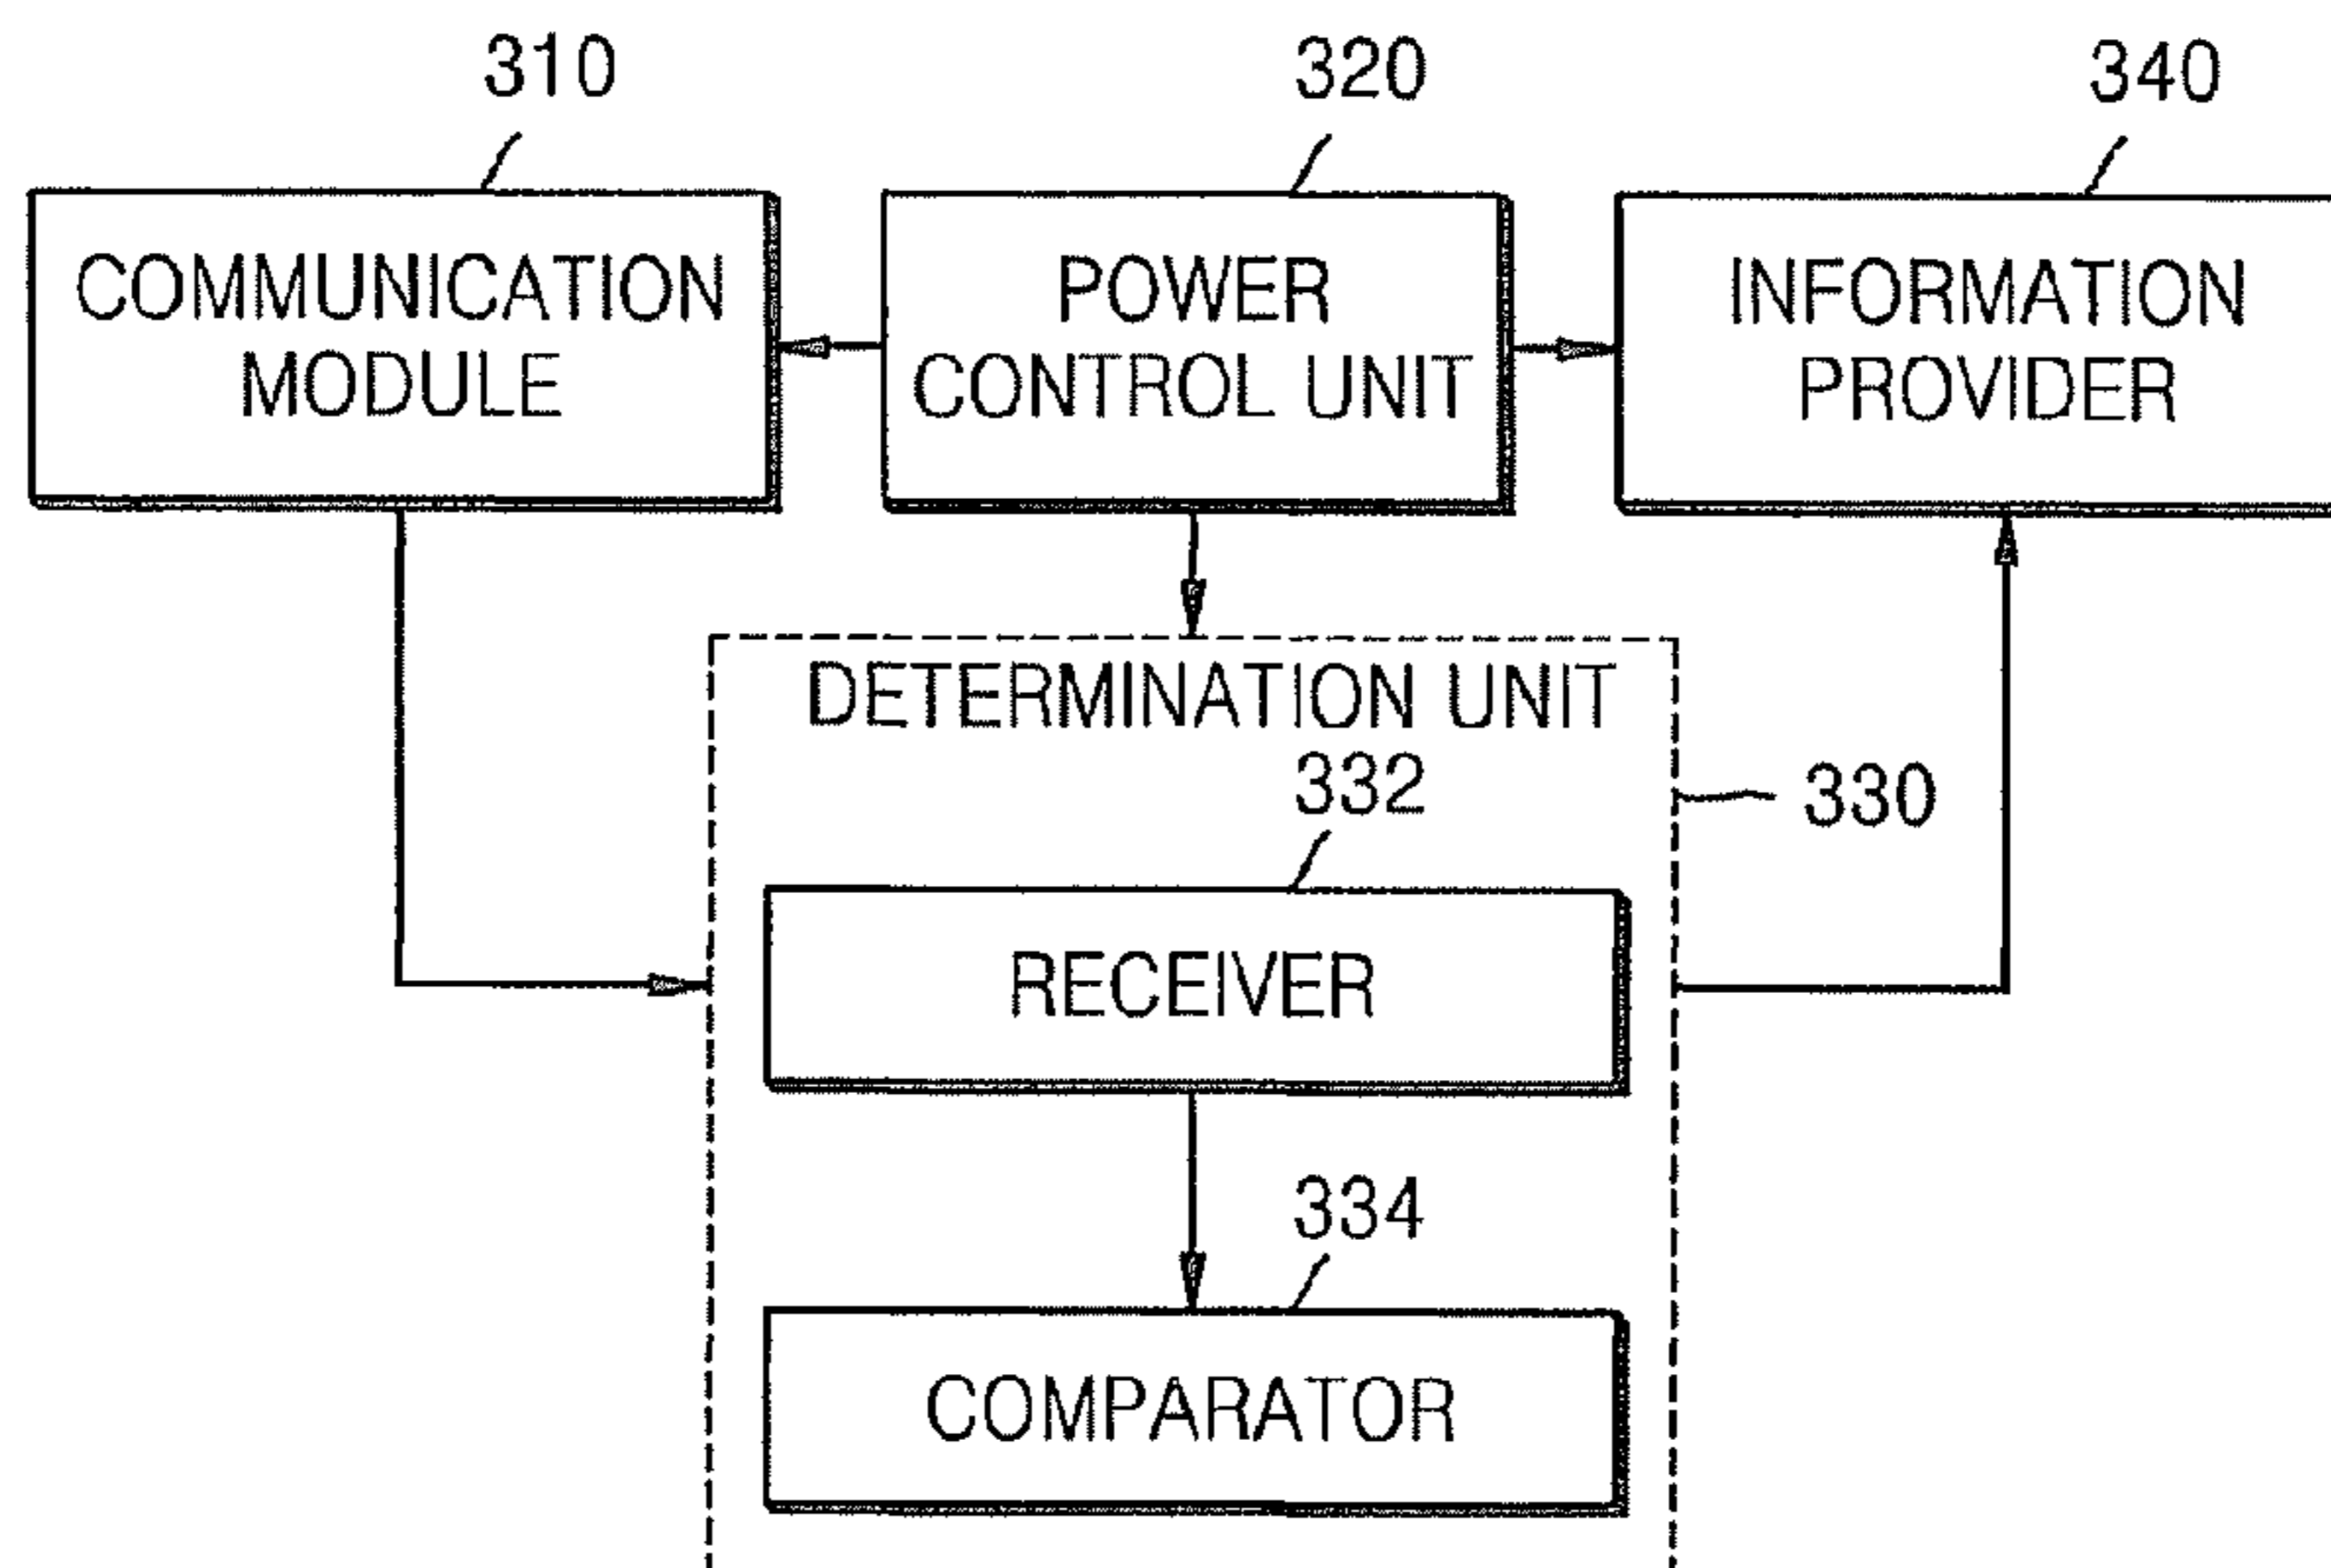 310
320
340
COMMUNICATION
MODULE
POWER
CONTROL UNIT
INFORMATION
PROVIDER
DETERMINATION UNIT
332
330
RECEIVER
334
COMPARATOR